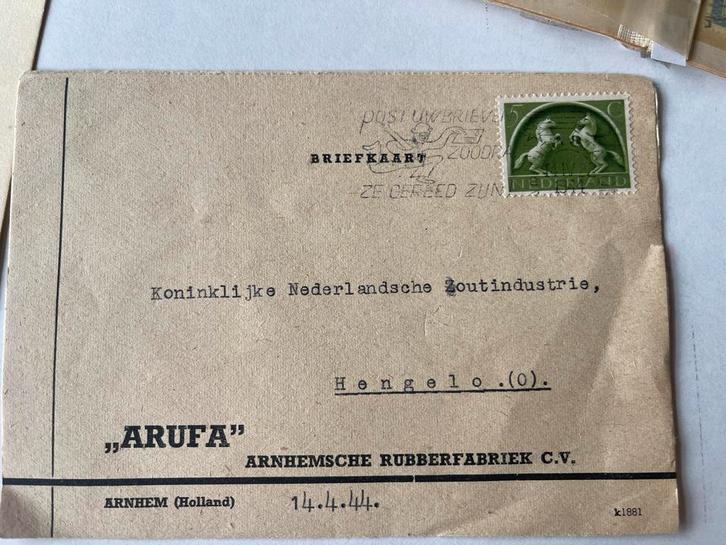 5 C
NEDERLAND
POST UW BRIEVEN
ZOODRA
ZE GEREED ZIJN
BRIEFKAART
Koninklijke Nederlandsche Zoutindustrie,
Hengelo.(O).
„ARUFA”
ARNHEMSCHE RUBBERFABRIEK C.V.
ARNHEM (Holland) 14.4.44.
k1881